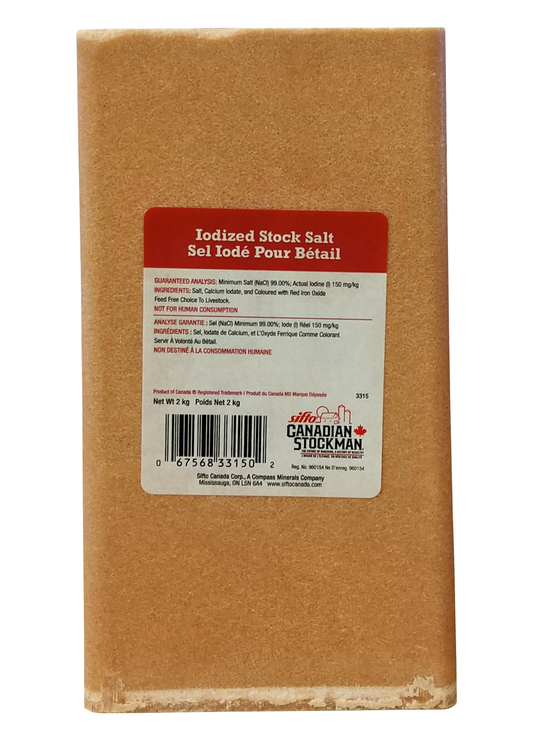 Iodized Stock Salt
Sel Iodé Pour Bétail
GUARANTEED ANALYSIS: Minimum Salt (NaCl) 99.00%; Actual Iodine (I) 150 mg/kg
INGREDIENTS: Salt, Calcium Iodate, and Coloured with Red Iron Oxide
Feed Free Choice To Livestock.
NOT FOR HUMAN CONSUMPTION
ANALYSE GARANTIE : Sel (NaCl) Minimum 99.00%; Iode (I) Réel 150 mg/kg
INGRÉDIENTS : Sel, Iodate de Calcium, et L'Oxyde Ferrique Comme Colorant
Servir À Volonté Au Bétail.
NON DESTINÉ À LA CONSOMMATION HUMAINE
Product of Canada ® Registered Trademark / Produit du Canada MD Marque Déposée 3315
Net Wt 2 kg Poids Net 2 kg
sifto
CANADIAN
STOCKMAN
0 67568 33150 2
Reg. No. 960154 No D'enreg. 960154
Sifto Canada Corp., A Compass Minerals Company
Mississauga, ON L5N 6A4 www.siftocanada.com